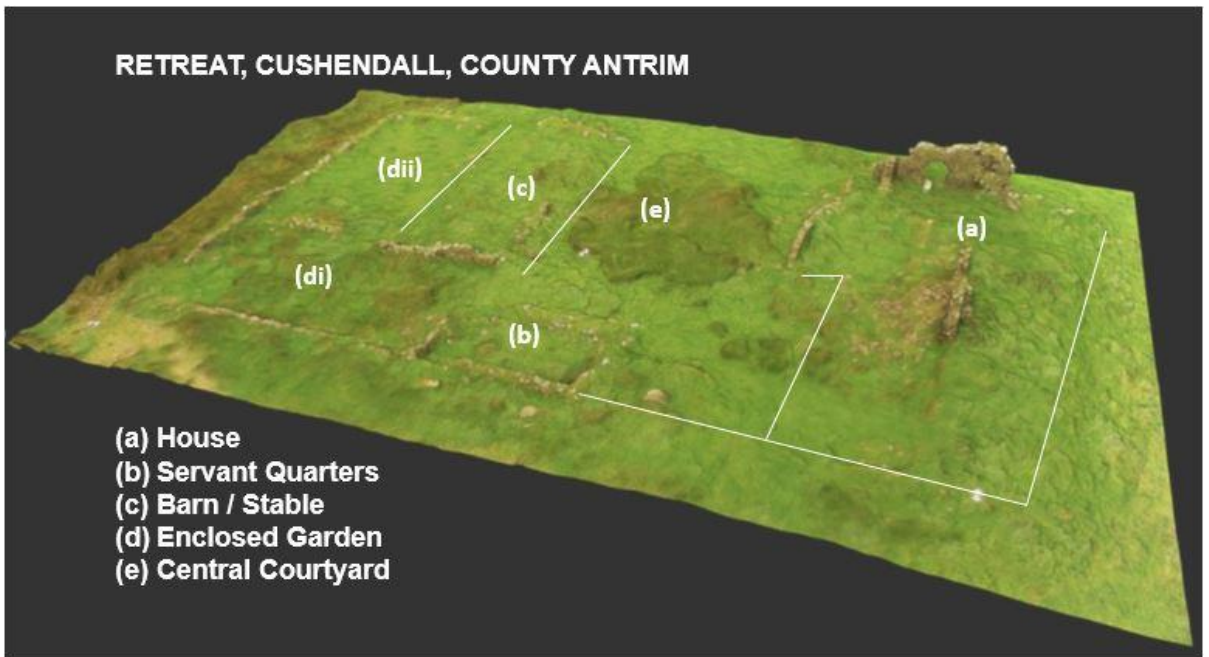 RETREAT, CUSHENDALL, COUNTY ANTRIM
(dii)
(c)
(e)
(a)
(di)
(b)
(a) House
(b) Servant Quarters
(c) Barn / Stable
(d) Enclosed Garden
(e) Central Courtyard